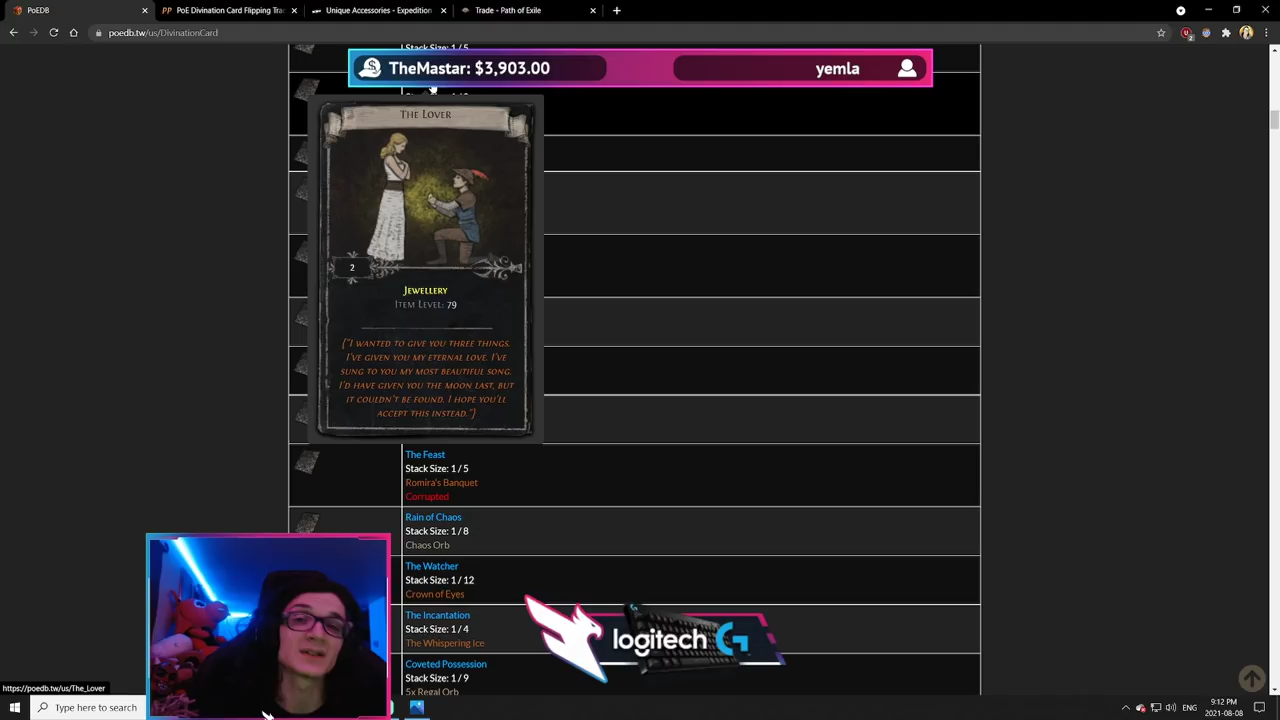 PoEDB
PoE Divination Card Flipping Trac
Unique Accessories - Expedition
Trade - Path of Exile
poedb.tw/us/DivinationCard
Stack Size: 1 / 5
TheMastar: $3,903.00
yemla
The Lover
2
Jewellery
Item Level: 79
{"I wanted to give you three things.
I've given you my eternal love. I've
sung to you my most beautiful song.
I'd have given you the moon last, but
it couldn't be found. I hope you'll
accept this instead."}
The Feast
Stack Size: 1 / 5
Romira's Banquet
Corrupted
Rain of Chaos
Stack Size: 1 / 8
Chaos Orb
The Watcher
Stack Size: 1 / 12
Crown of Eyes
The Incantation
Stack Size: 1 / 4
The Whispering Ice
Coveted Possession
Stack Size: 1 / 9
5x Regal Orb
logitech G
https://poedb.tw/us/The_Lover
Type here to search
ENG
9:12 PM
2021-08-08